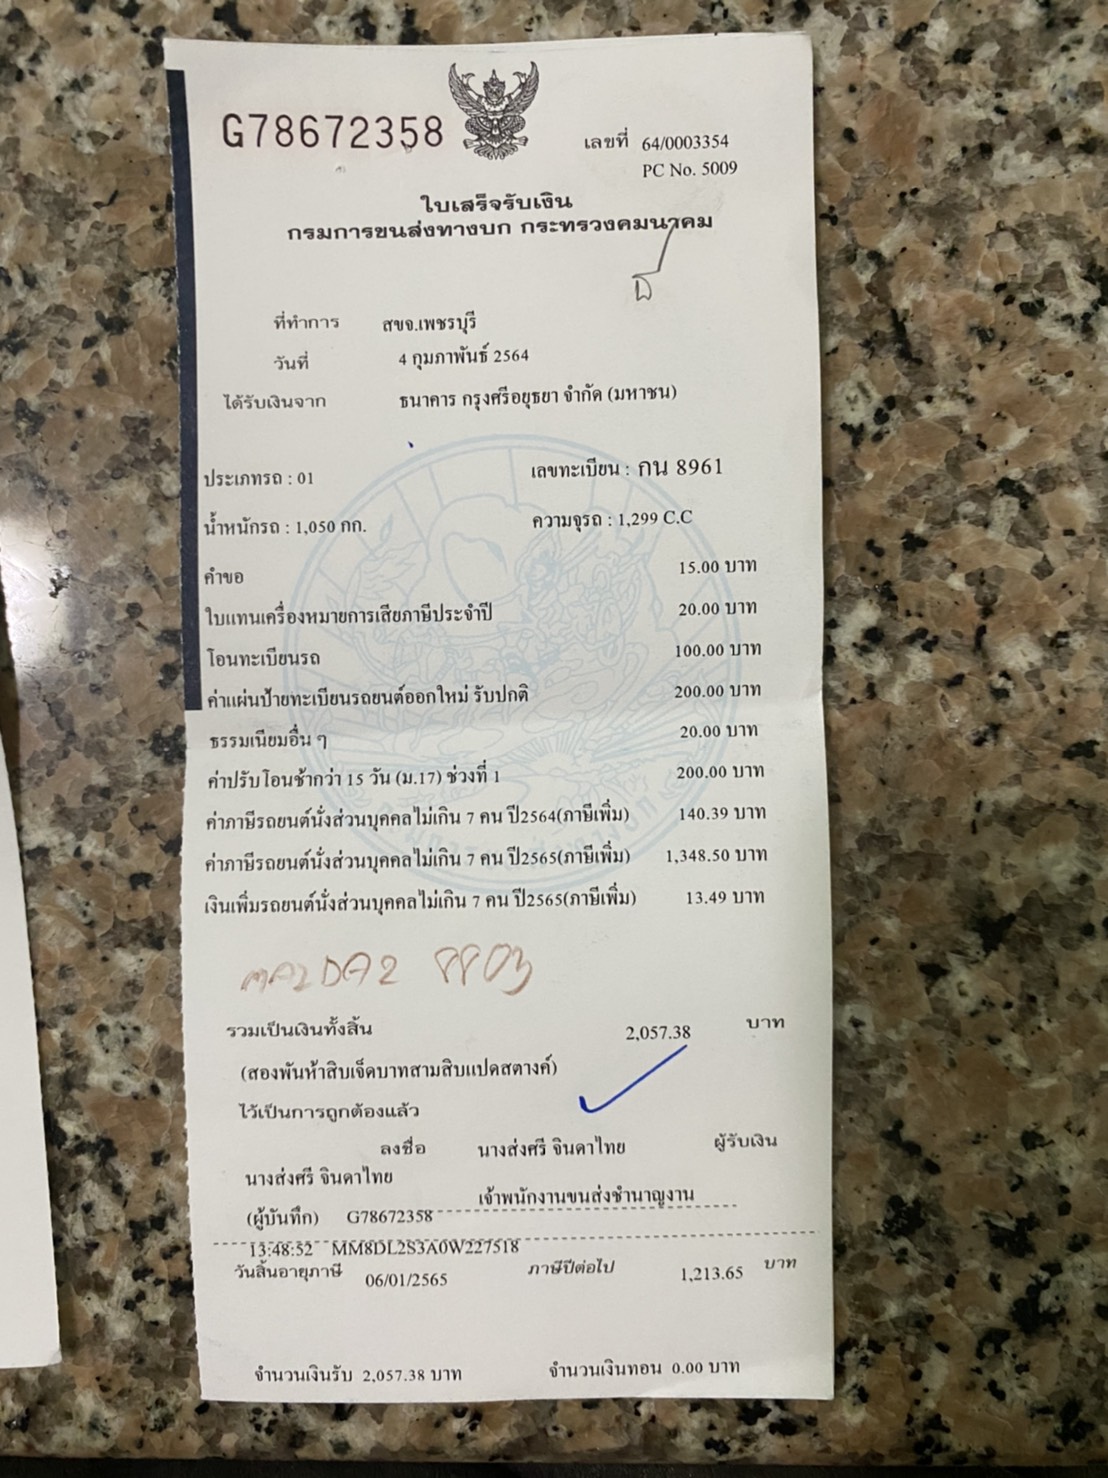 G78672358
เลขที่ 64/0003354
PC No. 5009
ใบเสร็จรับเงิน
กรมการขนส่งทางบก กระทรวงคมนาคม
ที่ทำการ สขจ.เพชรบุรี
วันที่ 4 กุมภาพันธ์ 2564
ได้รับเงินจาก ธนาคาร กรุงศรีอยุธยา จำกัด (มหาชน)
ประเภทรถ : 01 เลขทะเบียน : กน 8961
น้ำหนักรถ : 1,050 กก. ความจุรถ : 1,299 C.C
คำขอ 15.00 บาท
ใบแทนเครื่องหมายการเสียภาษีประจำปี 20.00 บาท
โอนทะเบียนรถ 100.00 บาท
ค่าแผ่นป้ายทะเบียนรถยนต์ออกใหม่ รับปกติ 200.00 บาท
ธรรมเนียมอื่น ๆ 20.00 บาท
ค่าปรับโอนช้ากว่า 15 วัน (ม.17) ช่วงที่ 1 200.00 บาท
ค่าภาษีรถยนต์นั่งส่วนบุคคลไม่เกิน 7 คน ปี2564(ภาษีเพิ่ม) 140.39 บาท
ค่าภาษีรถยนต์นั่งส่วนบุคคลไม่เกิน 7 คน ปี2565(ภาษีเพิ่ม) 1,348.50 บาท
เงินเพิ่มรถยนต์นั่งส่วนบุคคลไม่เกิน 7 คน ปี2565(ภาษีเพิ่ม) 13.49 บาท
MAZDA2 8803
รวมเป็นเงินทั้งสิ้น 2,057.38 บาท
(สองพันห้าสิบเจ็ดบาทสามสิบแปดสตางค์)
ไว้เป็นการถูกต้องแล้ว
ลงชื่อ นางส่งศรี จินดาไทย ผู้รับเงิน
นางส่งศรี จินดาไทย เจ้าพนักงานขนส่งชำนาญงาน
(ผู้บันทึก) G78672358
13:48:52 MM8DL2S3A0W227518
วันสิ้นอายุภาษี 06/01/2565 ภาษีปีต่อไป 1,213.65 บาท
จำนวนเงินรับ 2,057.38 บาท จำนวนเงินทอน 0.00 บาท